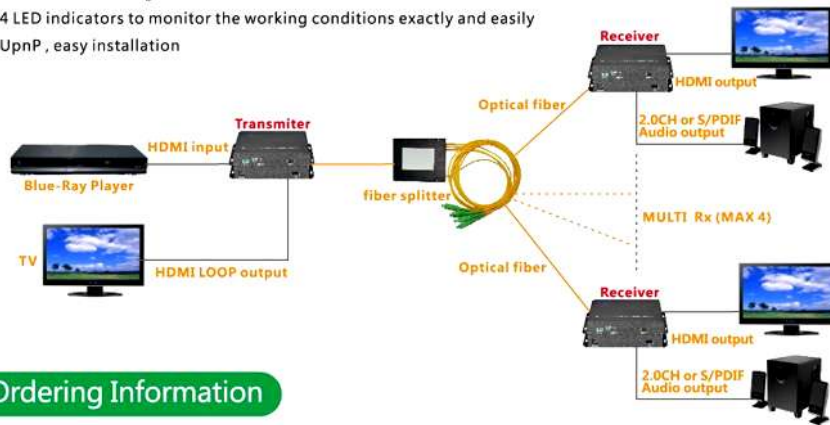 4 LED indicators to monitor the working conditions exactly and easily
UpnP , easy installation
Receiver
HDMI output
Optical fiber
2.0CH or S/PDIF
Audio output
Transmiter
HDMI input
Blue-Ray Player
fiber splitter
MULTI Rx (MAX 4)
TV
HDMI LOOP output
Optical fiber
Receiver
HDMI output
2.0CH or S/PDIF
Audio output
Ordering Information